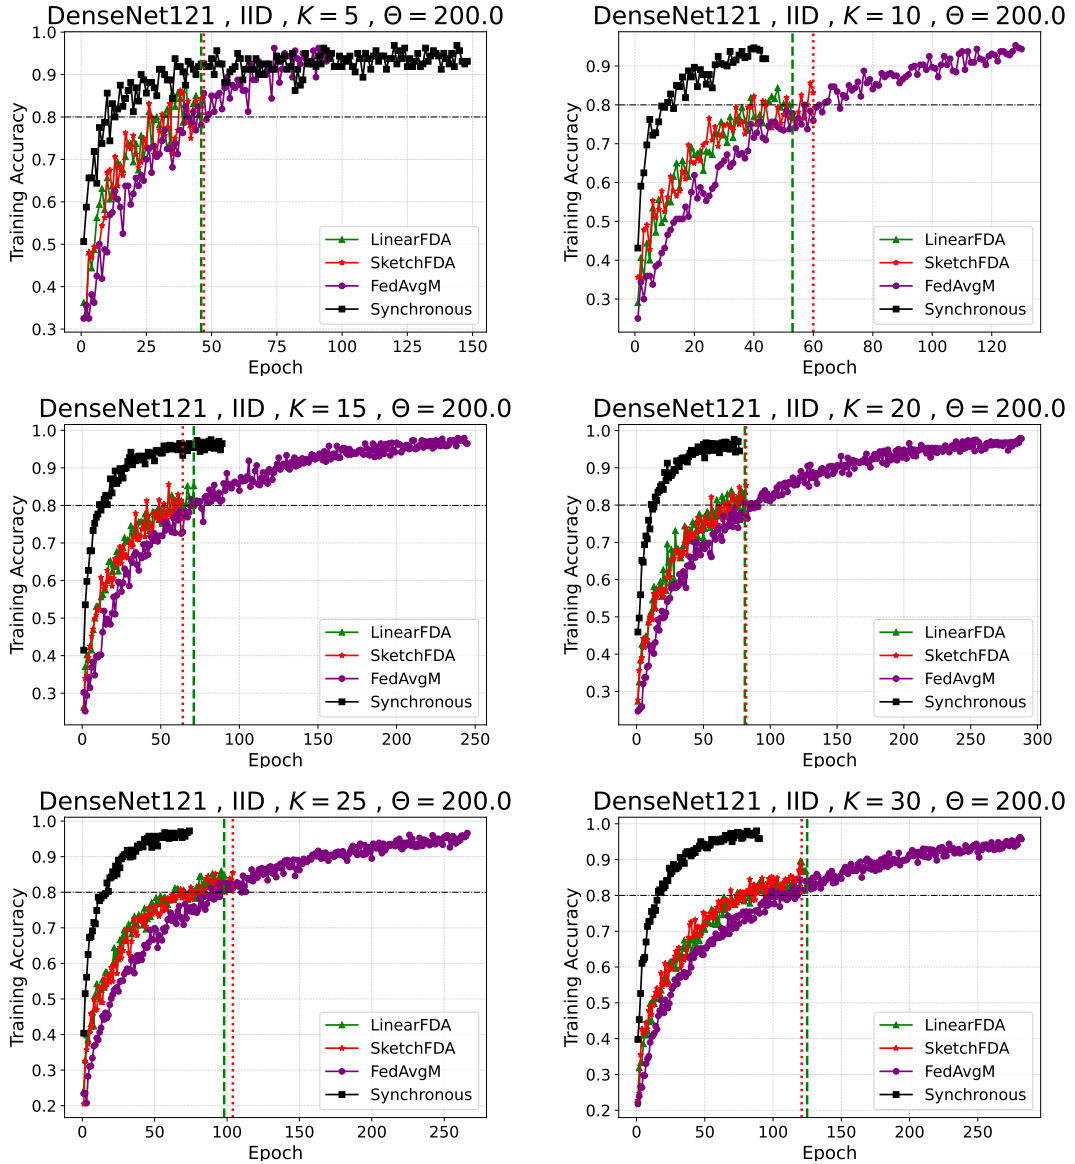 DenseNet121 , IID , K = 5 , Θ = 200.0
Training Accuracy
1.0
0.9
0.8
0.7
0.6
0.5
0.4
0.3
LinearFDA
SketchFDA
FedAvgM
Synchronous
0 25 50 75 100 125 150
Epoch
DenseNet121 , IID , K = 10 , Θ = 200.0
Training Accuracy
0.9
0.8
0.7
0.6
0.5
0.4
0.3
LinearFDA
SketchFDA
FedAvgM
Synchronous
0 20 40 60 80 100 120
Epoch
DenseNet121 , IID , K = 15 , Θ = 200.0
Training Accuracy
1.0
0.9
0.8
0.7
0.6
0.5
0.4
0.3
LinearFDA
SketchFDA
FedAvgM
Synchronous
0 50 100 150 200 250
Epoch
DenseNet121 , IID , K = 20 , Θ = 200.0
Training Accuracy
1.0
0.9
0.8
0.7
0.6
0.5
0.4
0.3
LinearFDA
SketchFDA
FedAvgM
Synchronous
0 50 100 150 200 250 300
Epoch
DenseNet121 , IID , K = 25 , Θ = 200.0
Training Accuracy
1.0
0.9
0.8
0.7
0.6
0.5
0.4
0.3
0.2
LinearFDA
SketchFDA
FedAvgM
Synchronous
0 50 100 150 200 250
Epoch
DenseNet121 , IID , K = 30 , Θ = 200.0
Training Accuracy
1.0
0.9
0.8
0.7
0.6
0.5
0.4
0.3
0.2
LinearFDA
SketchFDA
FedAvgM
Synchronous
0 50 100 150 200 250
Epoch